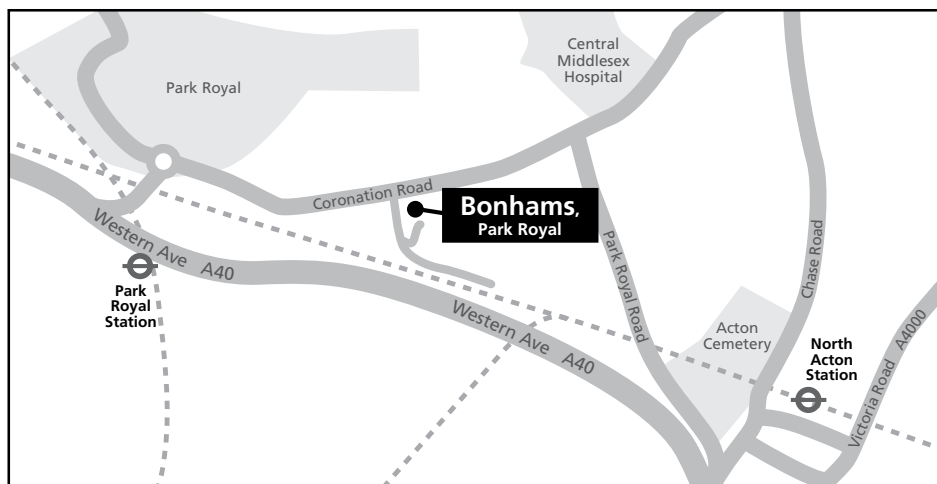 Park Royal
Central
Middlesex
Hospital
Coronation Road
Bonhams,
Park Royal
Western Ave A40
Park
Royal
Station
Park Royal Road
Chase Road
Western Ave A40
Acton
Cemetery
North
Acton
Station
Victoria Road A4000